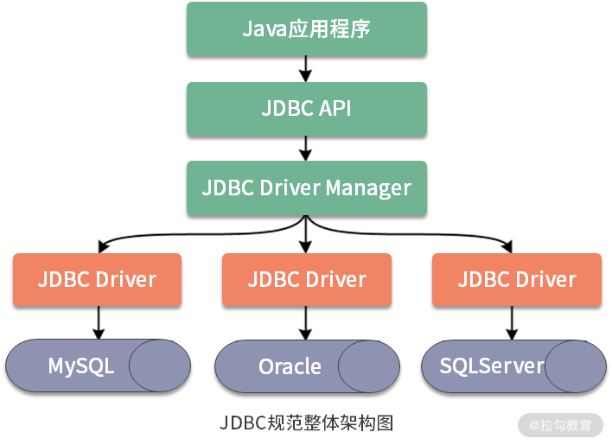 Java应用程序
JDBC API
JDBC Driver Manager
JDBC Driver
JDBC Driver
JDBC Driver
MySQL
Oracle
SQLServer
JDBC规范整体架构图
@拉勾教育